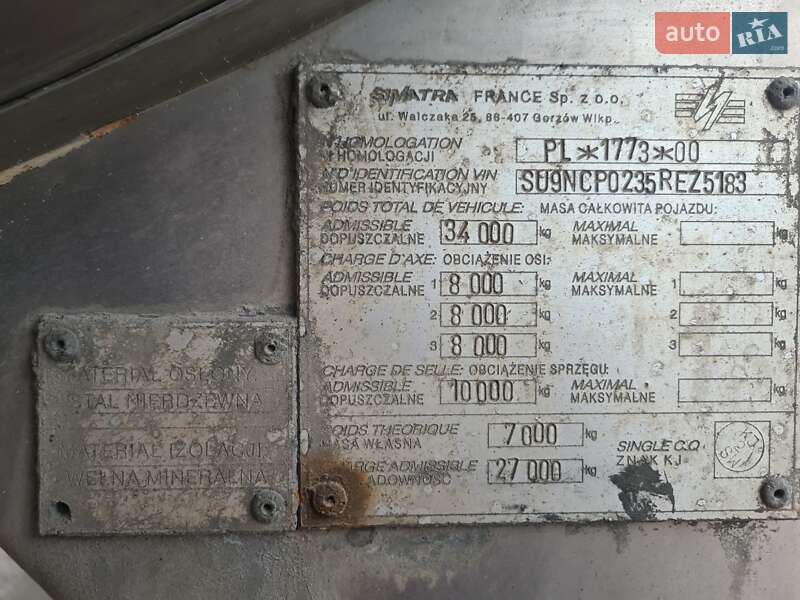 auto RIA .com
SIMATRA FRANCE Sp. z o.o.
ul. Walczaka 25, 66-407 Gorzów Wlkp.
N°HOMOLOGATION
N°HOMOLOGACJI
PL*1773*00
N°D'IDENTIFICATION VIN
NUMER IDENTYFIKACYJNY
SU9NCP0235REZ5183
POIDS TOTAL DE VEHICULE: MASA CAŁKOWITA POJAZDU:
ADMISSIBLE
DOPUSZCZALNE
34 000 kg
MAXIMAL
MAKSYMALNE
kg
CHARGE D'AXE: OBCIĄŻENIE OSI:
ADMISSIBLE
DOPUSZCZALNE
1 8 000 kg
MAXIMAL
MAKSYMALNE
1 kg
2 8 000 kg 2 kg
3 8 000 kg 3 kg
CHARGE DE SELLE: OBCIĄŻENIE SPRZĘGU:
ADMISSIBLE
DOPUSZCZALNE
10 000 kg
MAXIMAL
MAKSYMALNE
kg
POIDS THEORIQUE
MASA WŁASNA
7 000 kg
SINGLE C.O
ZNAK KJ
CHARGE ADMISSIBLE
ŁADOWNOŚĆ
27 000 kg
MATERIAŁ OSŁONY
STAL NIERDZEWNA
MATERIAŁ IZOLACJI
WEŁNA MINERALNA